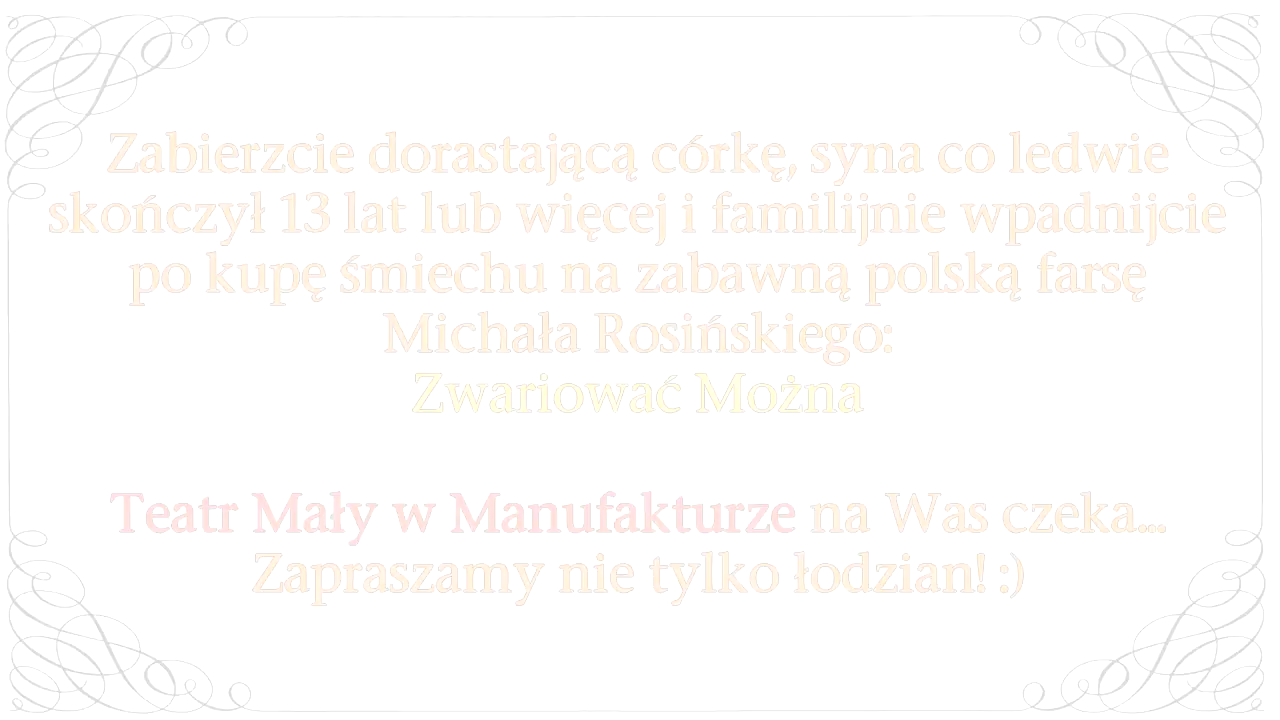 Zabierzcie dorastającą córkę, syna co ledwie
skończył 13 lat lub więcej i familijnie wpadnijcie
po kupę śmiechu na zabawną polską farsę
Michała Rosińskiego:
Zwariować Można
Teatr Mały w Manufakturze na Was czeka...
Zapraszamy nie tylko łodzian! :)